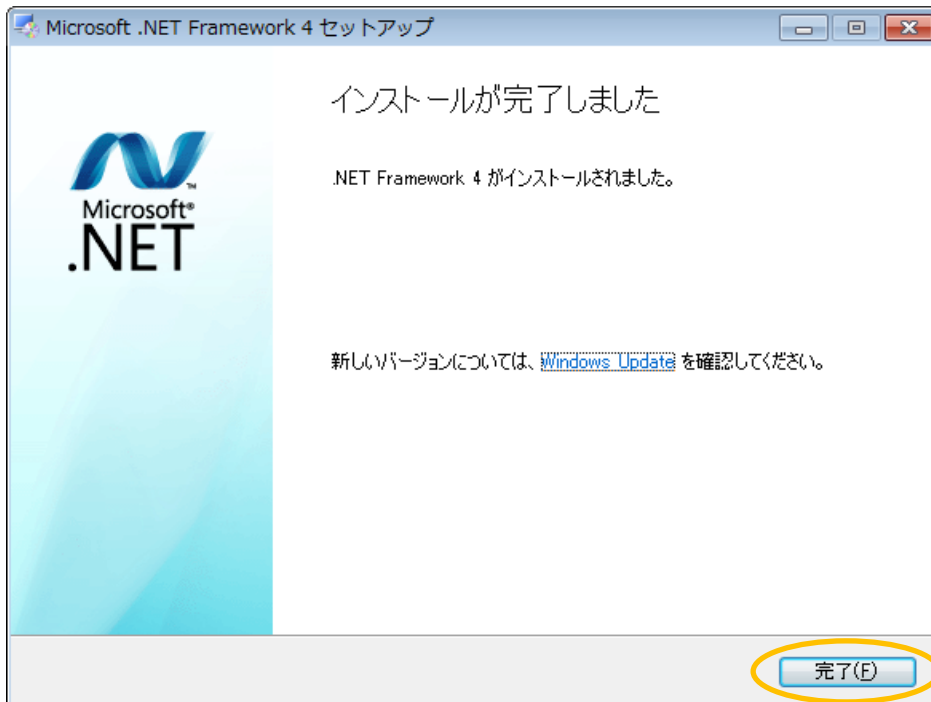 Microsoft .NET Framework 4 セットアップ
インストールが完了しました
.NET Framework 4 がインストールされました。
Microsoft®
.NET™
新しいバージョンについては、Windows Update を確認してください。
完了(F)